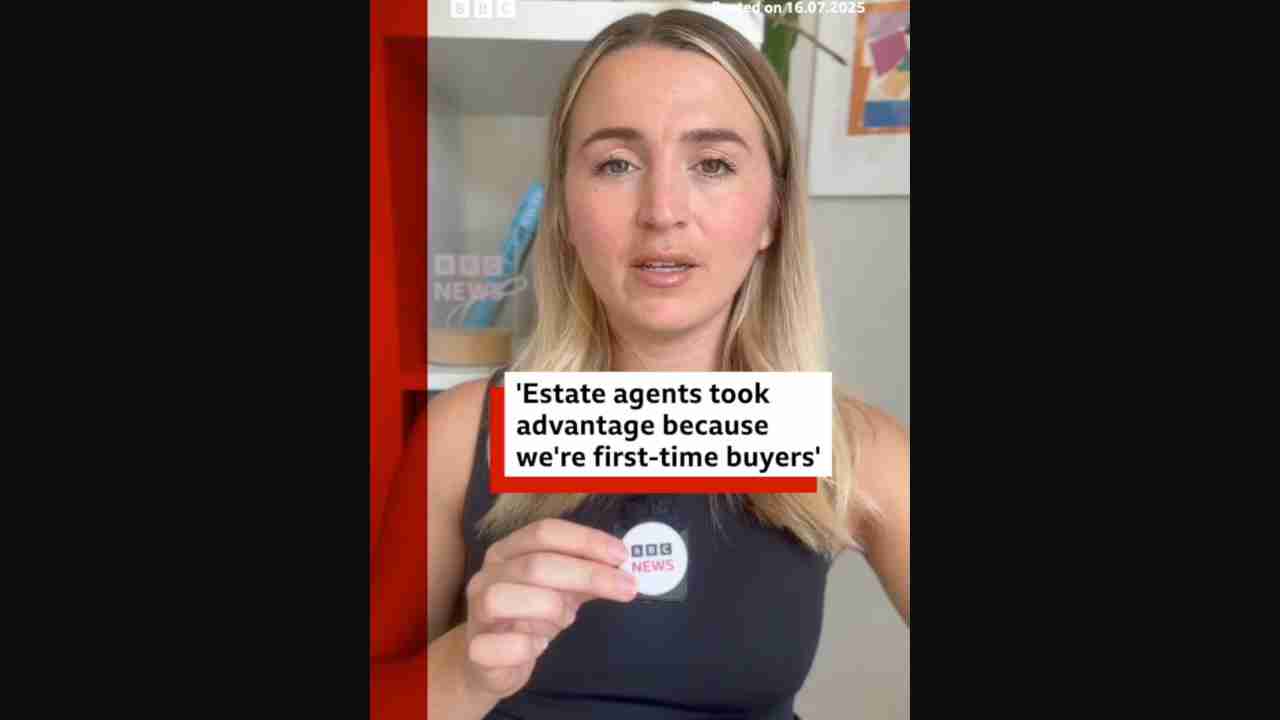 BBC
Posted on 16.07.2025
BBC
NEWS
'Estate agents took
advantage because
we're first-time buyers'
BBC
NEWS